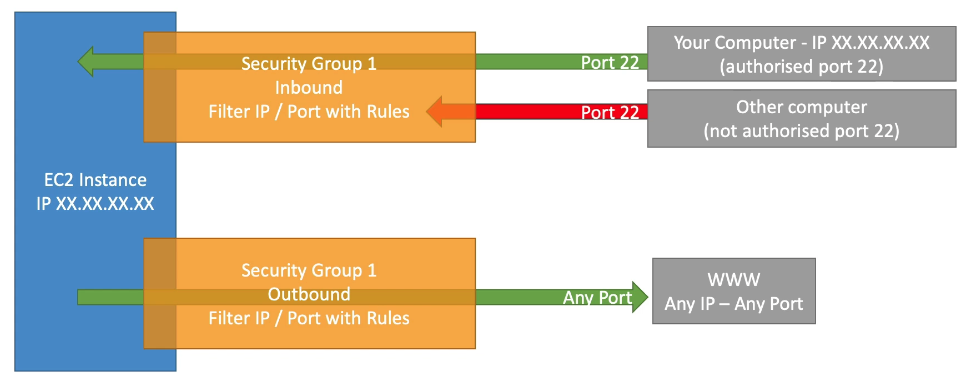 EC2 Instance
IP XX.XX.XX.XX
Security Group 1
Inbound
Filter IP / Port with Rules
Port 22
Your Computer - IP XX.XX.XX.XX
(authorised port 22)
Port 22
Other computer
(not authorised port 22)
Security Group 1
Outbound
Filter IP / Port with Rules
Any Port
WWW
Any IP – Any Port